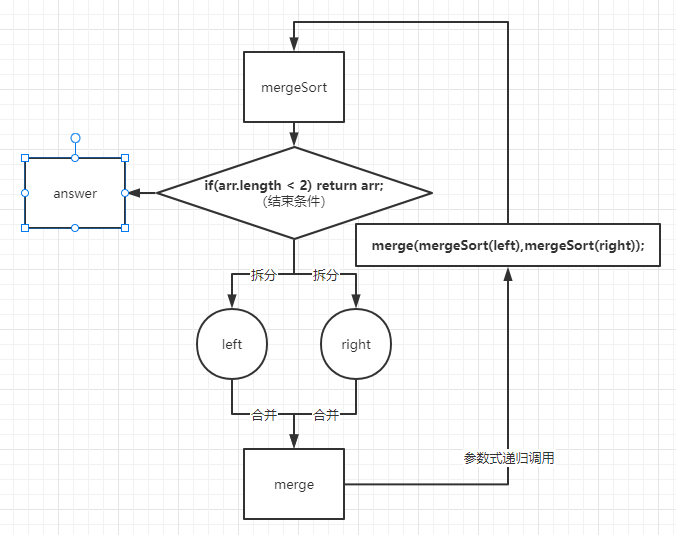 mergeSort
answer
if(arr.length < 2) return arr;
(结束条件)
merge(mergeSort(left),mergeSort(right));
拆分
拆分
left
right
合并
合并
参数式递归调用
merge